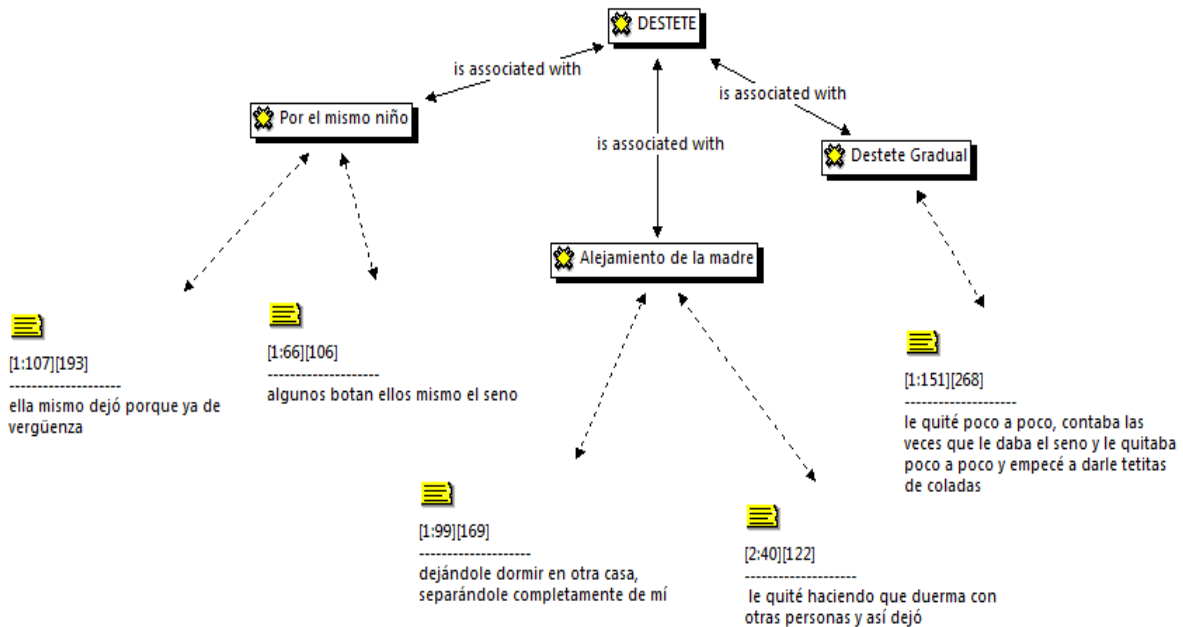 DESTETE
is associated with
is associated with
Por el mismo niño
is associated with
Destete Gradual
Alejamiento de la madre
[1:107][193]
--------------------
ella mismo dejó porque ya de
vergüenza
[1:66][106]
--------------------
algunos botan ellos mismo el seno
[1:151][268]
--------------------
le quité poco a poco, contaba las
veces que le daba el seno y le quitaba
poco a poco y empecé a darle tetitas
de coladas
[1:99][169]
--------------------
dejándole dormir en otra casa,
separándole completamente de mí
[2:40][122]
--------------------
le quité haciendo que duerma con
otras personas y así dejó